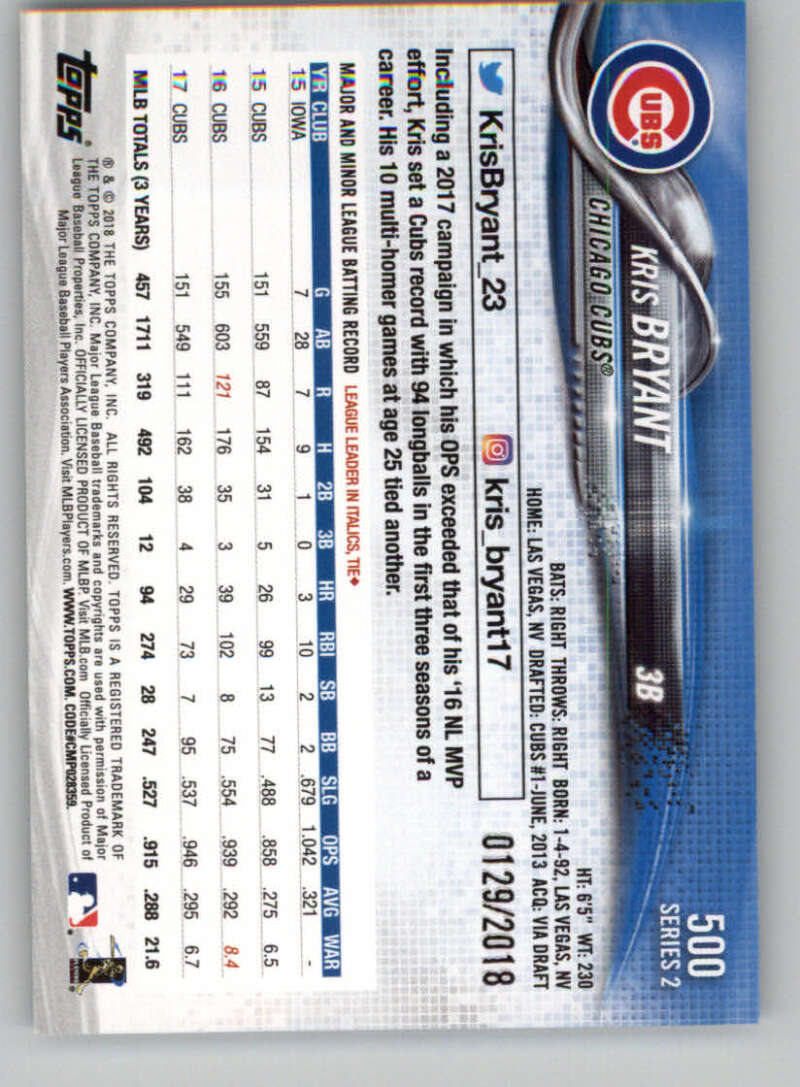 500
SERIES 2
CUBS
KRIS BRYANT 3B
CHICAGO CUBS®
HT: 6'5" WT: 230
BATS: RIGHT THROWS: RIGHT BORN: 1-4-92, LAS VEGAS, NV
HOME: LAS VEGAS, NV DRAFTED: CUBS #1-JUNE, 2013 ACQ: VIA DRAFT
KrisBryant_23 kris_bryant17 0129/2018
Including a 2017 campaign in which his OPS exceeded that of his '16 NL MVP
effort, Kris set a Cubs record with 94 longballs in the first three seasons of a
career. His 10 multi-homer games at age 25 tied another.
MAJOR AND MINOR LEAGUE BATTING RECORD LEAGUE LEADER IN ITALICS, TIE◆
YR CLUB G AB R H 2B 3B HR RBI SB BB SLG OPS AVG WAR
15 IOWA 7 28 7 9 1 0 3 10 2 2 .679 1.042 .321 -
15 CUBS 151 559 87 154 31 5 26 99 13 77 .488 .858 .275 6.5
16 CUBS 155 603 121 176 35 3 39 102 8 75 .554 .939 .292 8.4
17 CUBS 151 549 111 162 38 4 29 73 7 95 .537 .946 .295 6.7
MLB TOTALS (3 YEARS) 457 1711 319 492 104 12 94 274 28 247 .527 .915 .288 21.6
topps
® & © 2018 THE TOPPS COMPANY, INC. ALL RIGHTS RESERVED. TOPPS IS A REGISTERED TRADEMARK OF
THE TOPPS COMPANY, INC. Major League Baseball trademarks and copyrights are used with permission of Major
League Baseball Properties, Inc. OFFICIALLY LICENSED PRODUCT OF MLBP. Visit MLB.com Officially Licensed Product of
Major League Baseball Players Association. Visit MLBPlayers.com. WWW.TOPPS.COM. CODE#CMP028359.